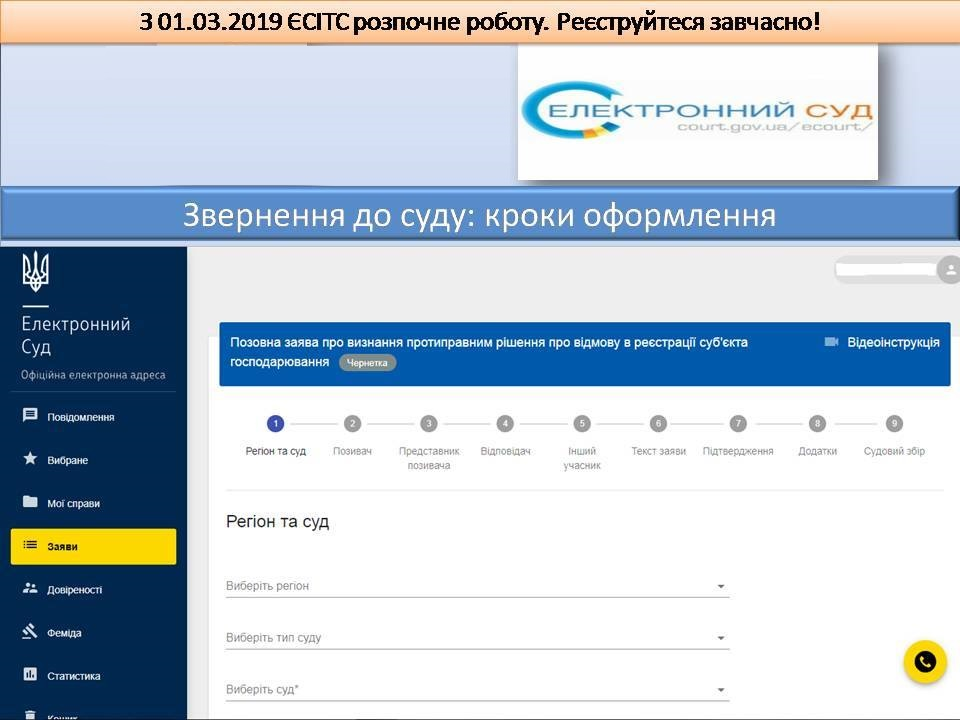 З 01.03.2019 ЄСІТС розпочне роботу. Реєструйтеся завчасно!
ЕЛЕКТРОННИЙ СУД
court.gov.ua/ecourt/
Звернення до суду: кроки оформлення
Електронний
Суд
Офіційна електронна адреса
Повідомлення
Вибране
Мої справи
Заяви
Довіреності
Феміда
Статистика
Кошик
Позовна заява про визнання протиправним рішення про відмову в реєстрації суб'єкта
господарювання Чернетка
Відеоінструкція
1 2 3 4 5 6 7 8 9
Регіон та суд Позивач Представник Відповідач Інший Текст заяви Підтвердження Додатки Судовий збір
позивача учасник
Регіон та суд
Виберіть регіон
Виберіть тип суду
Виберіть суд*